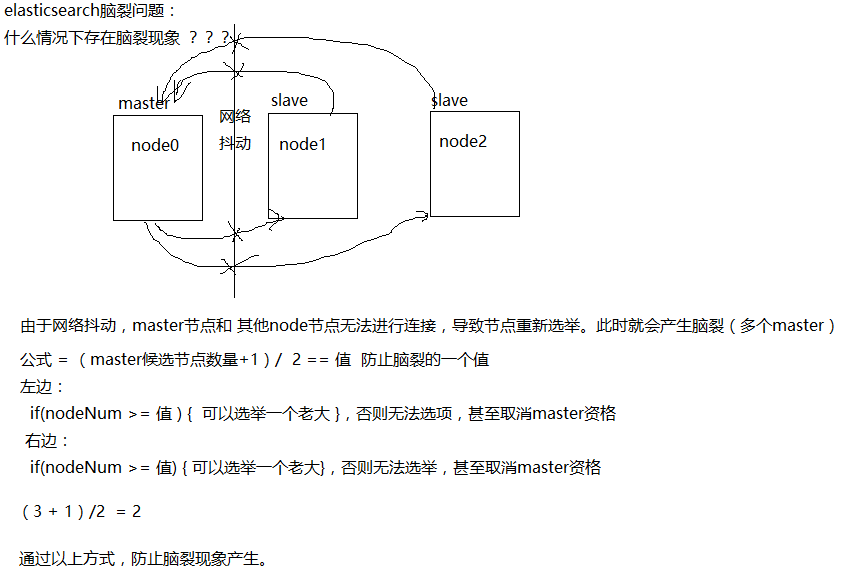 elasticsearch脑裂问题：
什么情况下存在脑裂现象 ？？？
master
slave
slave
网络
抖动
node0
node1
node2
由于网络抖动，master节点和 其他node节点无法进行连接，导致节点重新选举。此时就会产生脑裂（多个master）
公式 = （master候选节点数量+1）/ 2 == 值 防止脑裂的一个值
左边：
if(nodeNum >= 值 ) { 可以选举一个老大 }，否则无法选项，甚至取消master资格
右边：
if(nodeNum >= 值) { 可以选举一个老大}，否则无法选举，甚至取消master资格
（3 + 1）/2 = 2
通过以上方式，防止脑裂现象产生。